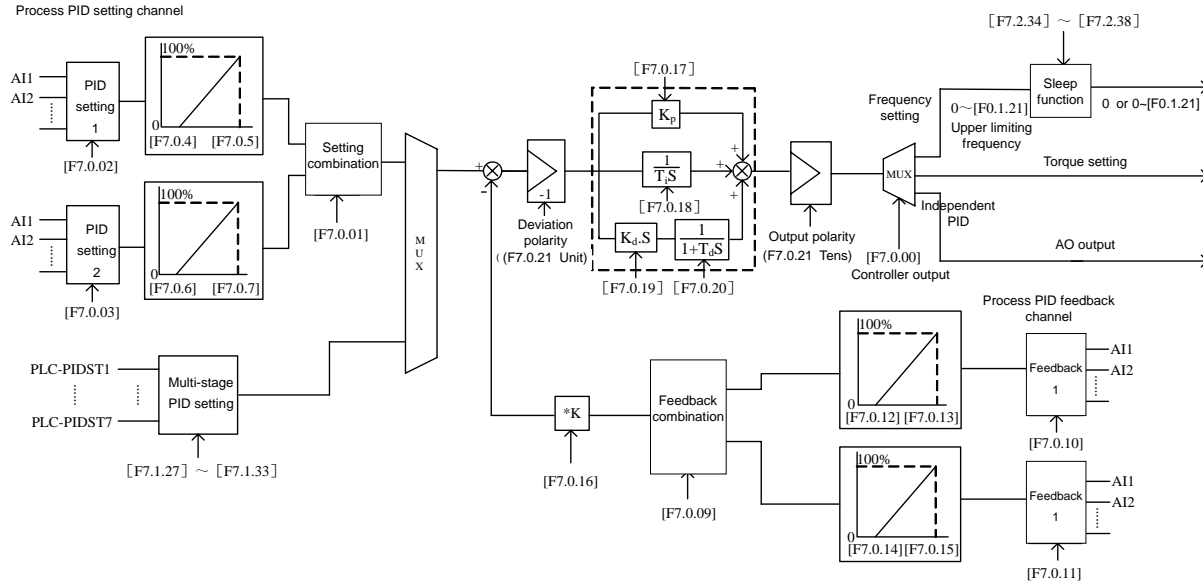 Process PID setting channel
AI1
AI2
PID
setting
1
[F7.0.02]
100%
0
[F7.0.4]
[F7.0.5]
AI1
AI2
PID
setting
2
[F7.0.03]
100%
0
[F7.0.6]
[F7.0.7]
Setting
combination
[F7.0.01]
PLC-PIDST1
PLC-PIDST7
Multi-stage
PID setting
[F7.1.27] ~ [F7.1.33]
MUX
+
-
-1
Deviation
polarity
((F7.0.21 Unit)
[F7.0.17]
Kp
1
TiS
[F7.0.18]
Kd.S
1
1+TdS
[F7.0.19]
[F7.0.20]
+
+
+
Output polarity
(F7.0.21 Tens)
MUX
[F7.0.00]
Controller output
Frequency
setting
0~[F0.1.21]
Upper limiting
frequency
[F7.2.34] ~ [F7.2.38]
Sleep
function
0 or 0~[F0.1.21]
Torque setting
Independent
PID
AO output
Process PID feedback
channel
*K
[F7.0.16]
Feedback
combination
[F7.0.09]
100%
0
[F7.0.12]
[F7.0.13]
Feedback
1
AI1
AI2
[F7.0.10]
100%
0
[F7.0.14]
[F7.0.15]
Feedback
1
AI1
AI2
[F7.0.11]